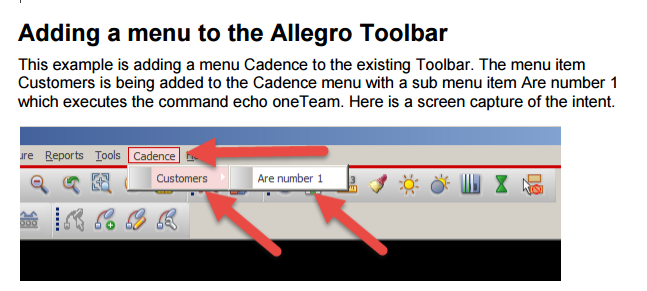 Adding a menu to the Allegro Toolbar
This example is adding a menu Cadence to the existing Toolbar. The menu item
Customers is being added to the Cadence menu with a sub menu item Are number 1
which executes the command echo oneTeam. Here is a screen capture of the intent.
ure Reports Tools Cadence
Customers Are number 1